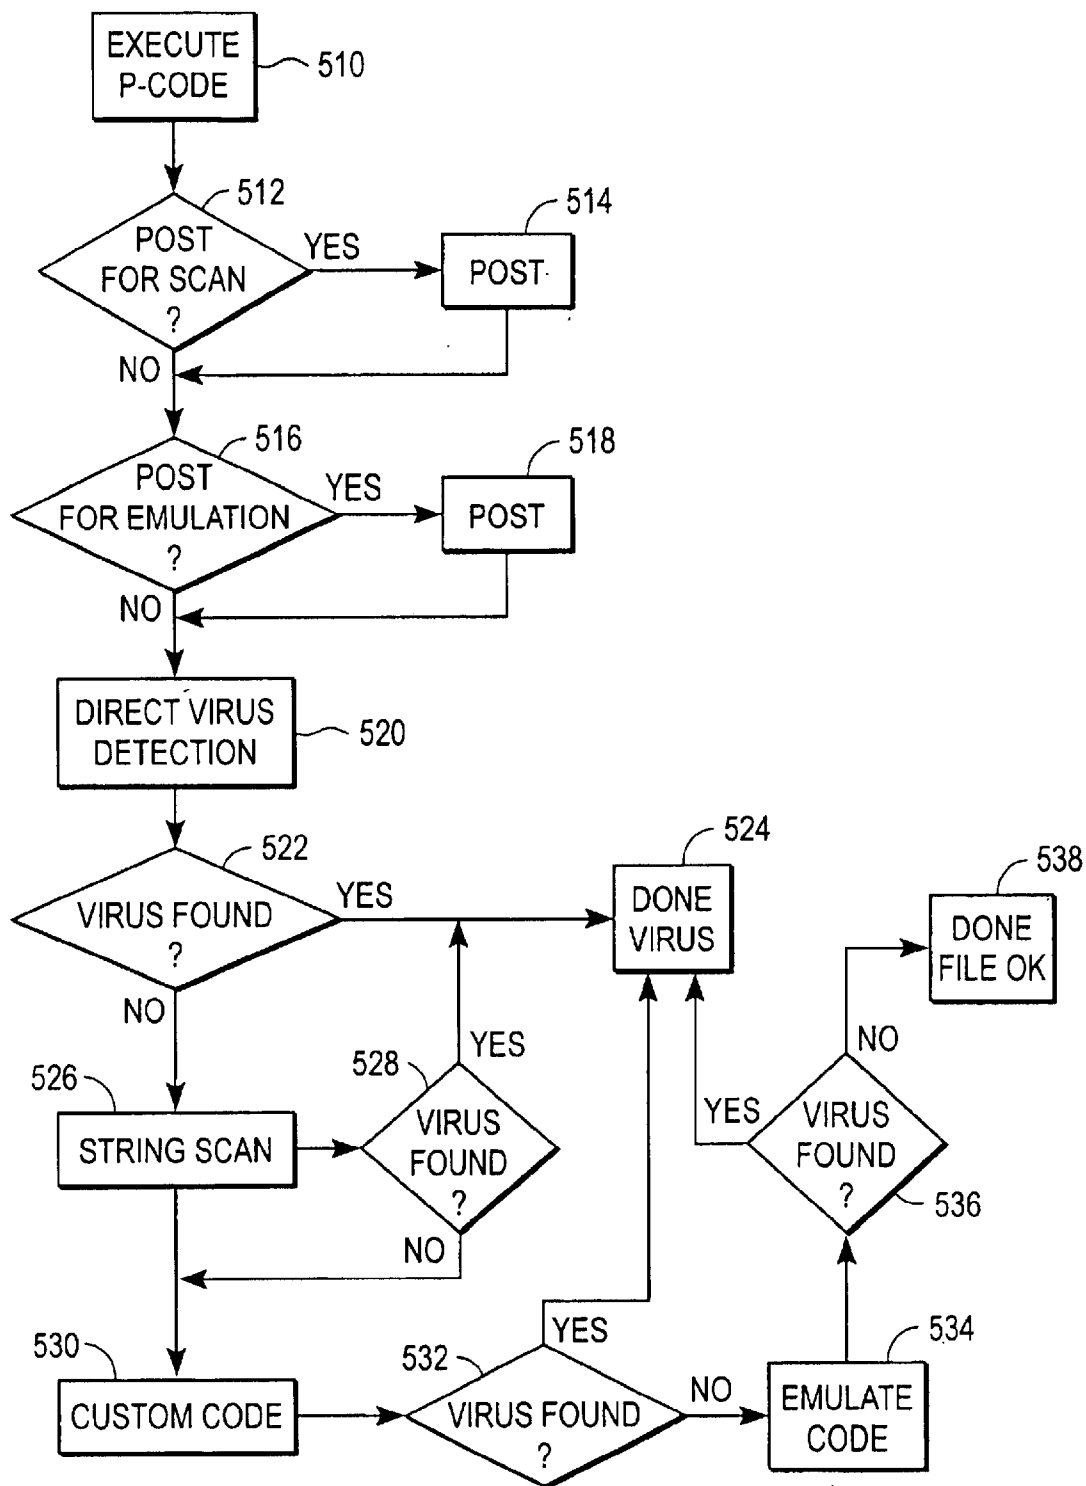 EXECUTE
P-CODE
510
512
POST
FOR SCAN
?
YES
514
POST
NO
516
POST
FOR EMULATION
?
YES
518
POST
NO
DIRECT VIRUS
DETECTION
520
522
VIRUS FOUND
?
YES
524
DONE
VIRUS
538
DONE
FILE OK
NO
526
STRING SCAN
528
YES
VIRUS
FOUND
?
NO
YES
NO
VIRUS
FOUND
?
536
530
CUSTOM CODE
532
YES
VIRUS FOUND
?
NO
534
EMULATE
CODE